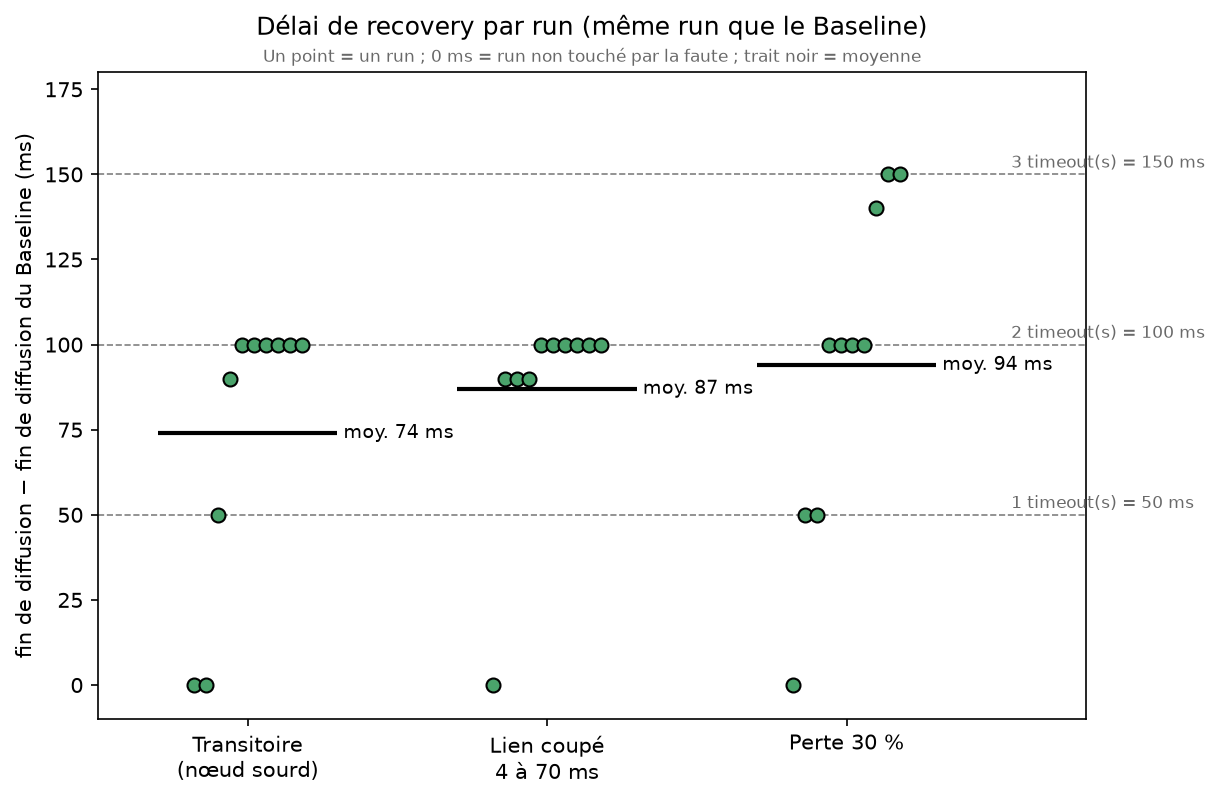 Délai de recovery par run (même run que le Baseline)
Un point = un run ; 0 ms = run non touché par la faute ; trait noir = moyenne
fin de diffusion − fin de diffusion du Baseline (ms)
175
150
125
100
75
50
25
0
3 timeout(s) = 150 ms
2 timeout(s) = 100 ms
1 timeout(s) = 50 ms
moy. 74 ms
moy. 87 ms
moy. 94 ms
Transitoire
(nœud sourd)
Lien coupé
4 à 70 ms
Perte 30 %